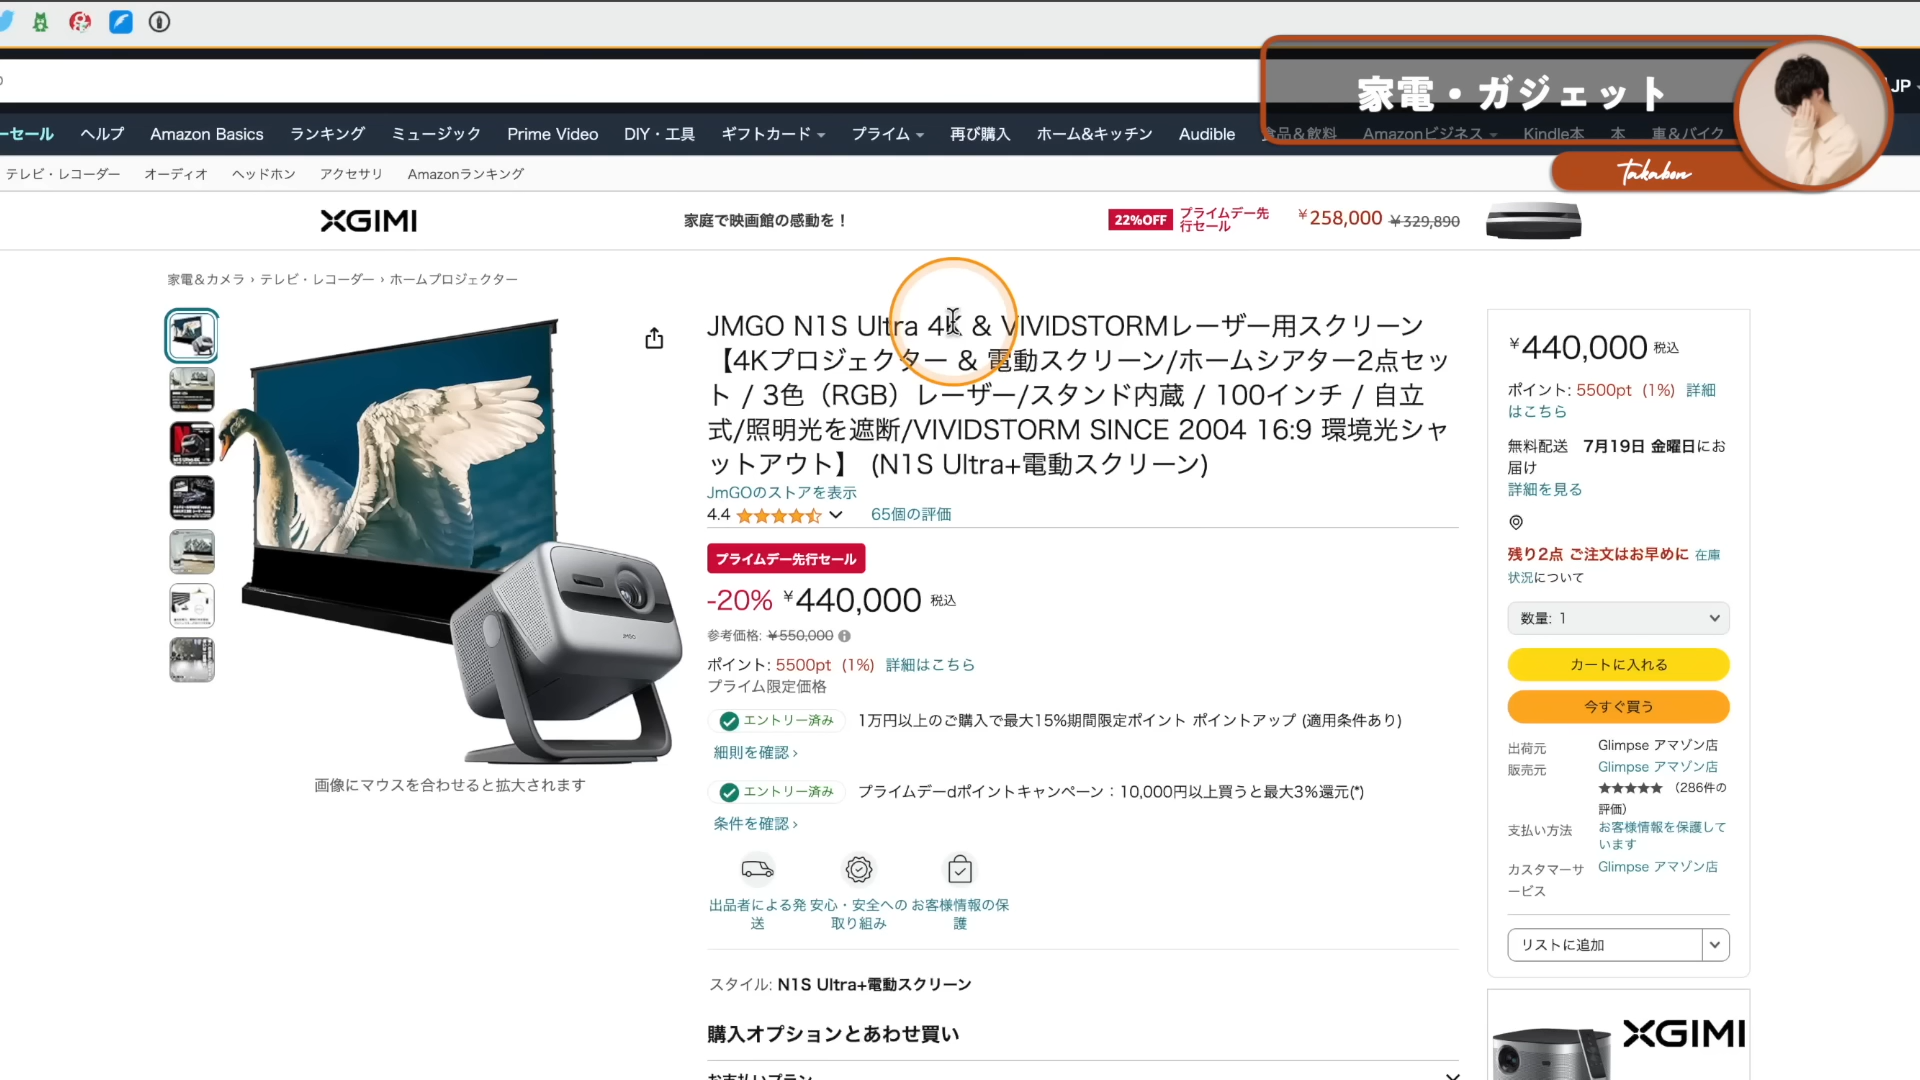 家電・ガジェット
JP
Takabon
ーセール ヘルプ Amazon Basics ランキング ミュージック Prime Video DIY・工具 ギフトカード プライム 再び購入 ホーム&キッチン Audible 食品&飲料 Amazonビジネス Kindle本 本 車&バイク
テレビ・レコーダー オーディオ ヘッドホン アクセサリ Amazonランキング
XGIMI 家庭で映画館の感動を！ 22%OFF プライムデー先行セール ¥258,000 ¥329,890
家電&カメラ › テレビ・レコーダー › ホームプロジェクター
JMGO N1S Ultra 4K & VIVIDSTORMレーザー用スクリーン
【4Kプロジェクター & 電動スクリーン/ホームシアター2点セッ
ト / 3色（RGB）レーザー/スタンド内蔵 / 100インチ / 自立
式/照明光を遮断/VIVIDSTORM SINCE 2004 16:9 環境光シャ
ットアウト】 (N1S Ultra+電動スクリーン)
JmGOのストアを表示
4.4 65個の評価
プライムデー先行セール
-20% ¥440,000 税込
参考価格: ¥550,000
ポイント: 5500pt (1%) 詳細はこちら
プライム限定価格
エントリー済み 1万円以上のご購入で最大15%期間限定ポイント ポイントアップ (適用条件あり)
細則を確認 ›
エントリー済み プライムデーdポイントキャンペーン：10,000円以上買うと最大3%還元(*)
条件を確認 ›
出品者による発送
安心・安全への取り組み
お客様情報の保護
スタイル: N1S Ultra+電動スクリーン
購入オプションとあわせ買い
お支払いプラン
JMGO
画像にマウスを合わせると拡大されます
¥440,000 税込
ポイント: 5500pt (1%) 詳細
はこちら
無料配送 7月19日 金曜日にお
届け
詳細を見る
残り2点 ご注文はお早めに 在庫
状況について
数量: 1
カートに入れる
今すぐ買う
出荷元 Glimpse アマゾン店
販売元 Glimpse アマゾン店
★★★★★ （286件の
評価）
支払い方法 お客様情報を保護して
います
カスタマーサ Glimpse アマゾン店
ービス
リストに追加
XGIMI